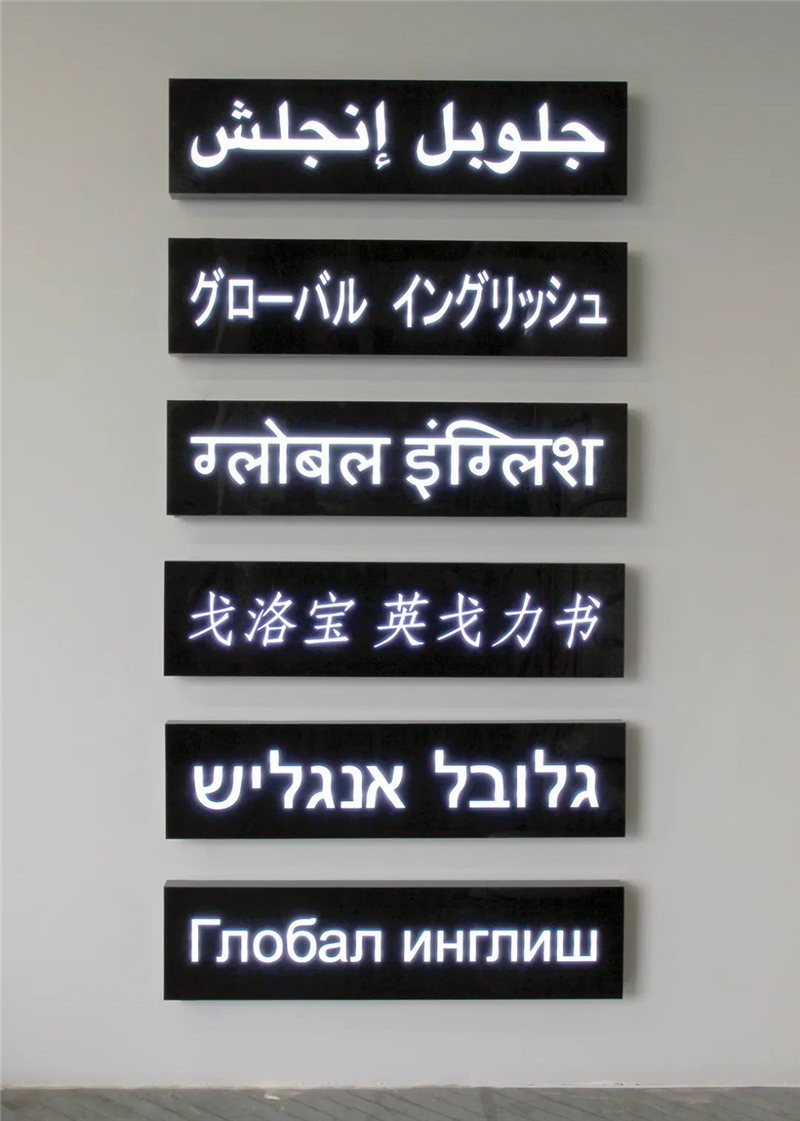 جلوبل إنجلش
グローバル イングリッシュ
ग्लोबल इंग्लिश
戈洛宝 英戈力书
גלובל אנגליש
Глобал инглиш